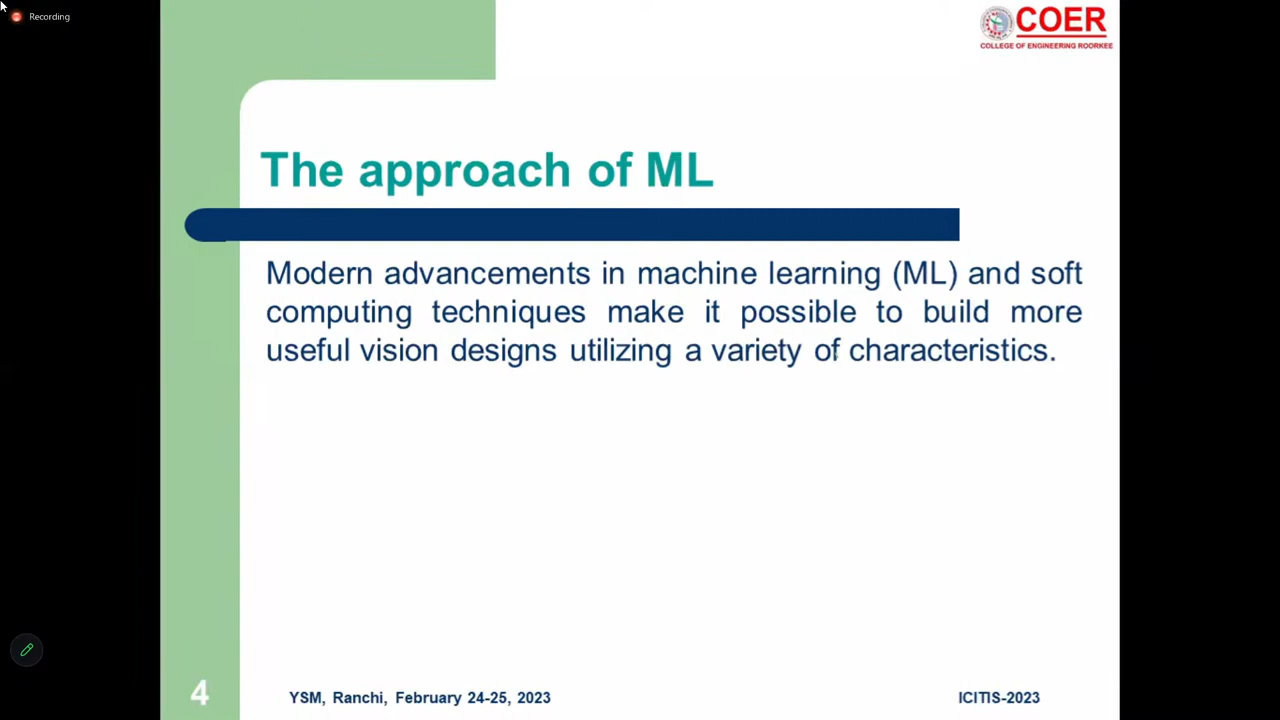 Recording
COER
COLLEGE OF ENGINEERING ROORKEE
The approach of ML
Modern advancements in machine learning (ML) and soft
computing techniques make it possible to build more
useful vision designs utilizing a variety of characteristics.
4
YSM, Ranchi, February 24-25, 2023
ICITIS-2023